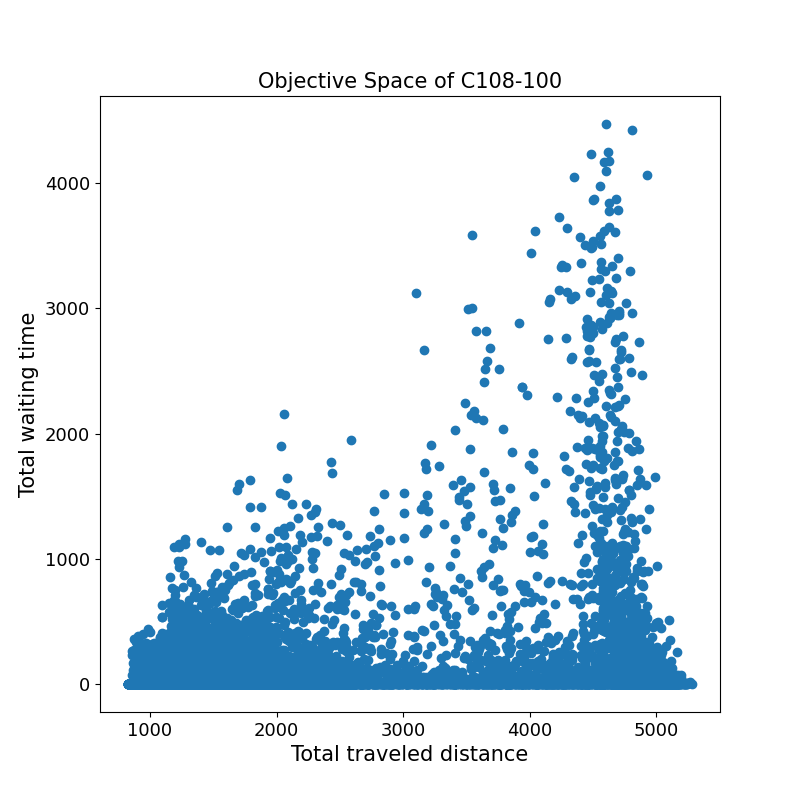 Objective Space of C108-100
Total waiting time
4000
3000
2000
1000
0
1000 2000 3000 4000 5000
Total traveled distance